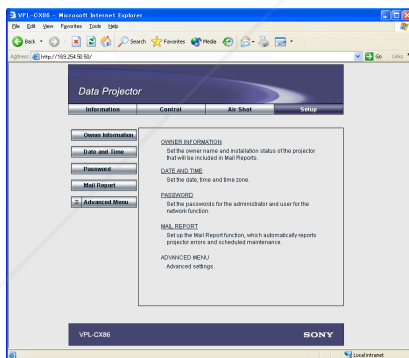 VPL-CX86 - Microsoft Internet Explorer
File Edit View Favorites Tools Help
Back Search Favorites Media
Address http://169.254.50.50/ Go Links
Data Projector
Information Control Air Shot Setup
Owner Information
Date and Time
Password
Mail Report
Advanced Menu
OWNER INFORMATION
Set the owner name and installation status of the projector
that will be included in Mail Reports.
DATE AND TIME
Set the date, time and time zone.
PASSWORD
Set the passwords for the administrator and user for the
network function.
MAIL REPORT
Set up the Mail Report function, which automatically reports
projector errors and scheduled maintenance.
ADVANCED MENU
Advanced settings.
VPL-CX86 SONY
Local intranet